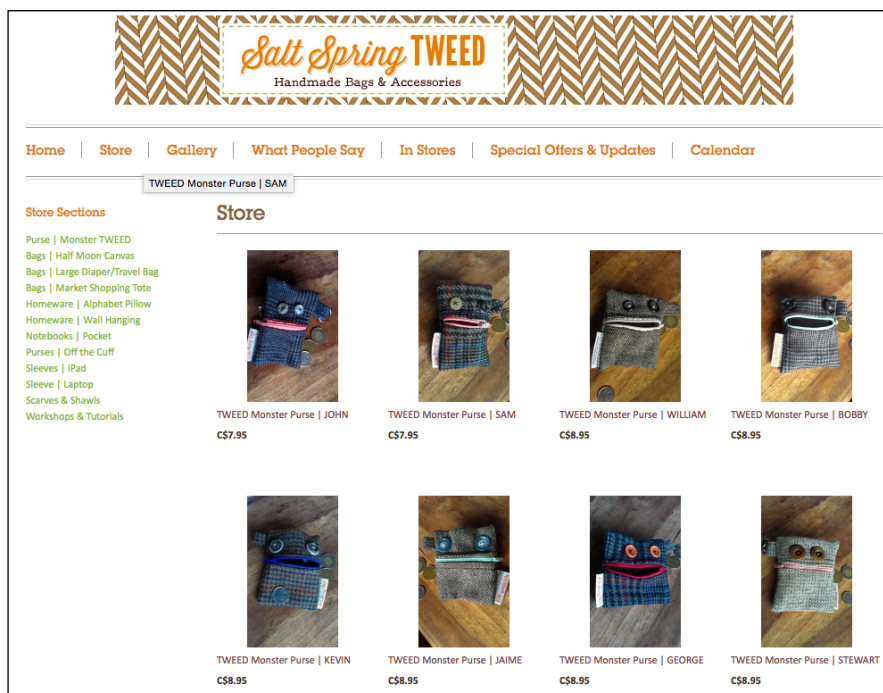 Salt Spring TWEED
Handmade Bags & Accessories
Home
Store
Gallery
What People Say
In Stores
Special Offers & Updates
Calendar
TWEED Monster Purse | SAM
Store Sections
Purse | Monster TWEED
Bags | Half Moon Canvas
Bags | Large Diaper/Travel Bag
Bags | Market Shopping Tote
Homeware | Alphabet Pillow
Homeware | Wall Hanging
Notebooks | Pocket
Purses | Off the Cuff
Sleeves | iPad
Sleeve | Laptop
Scarves & Shawls
Workshops & Tutorials
Store
TWEED Monster Purse | JOHN
C$7.95
TWEED Monster Purse | SAM
C$7.95
TWEED Monster Purse | WILLIAM
C$8.95
TWEED Monster Purse | BOBBY
C$8.95
TWEED Monster Purse | KEVIN
C$8.95
TWEED Monster Purse | JAIME
C$8.95
TWEED Monster Purse | GEORGE
C$8.95
TWEED Monster Purse | STEWART
C$8.95